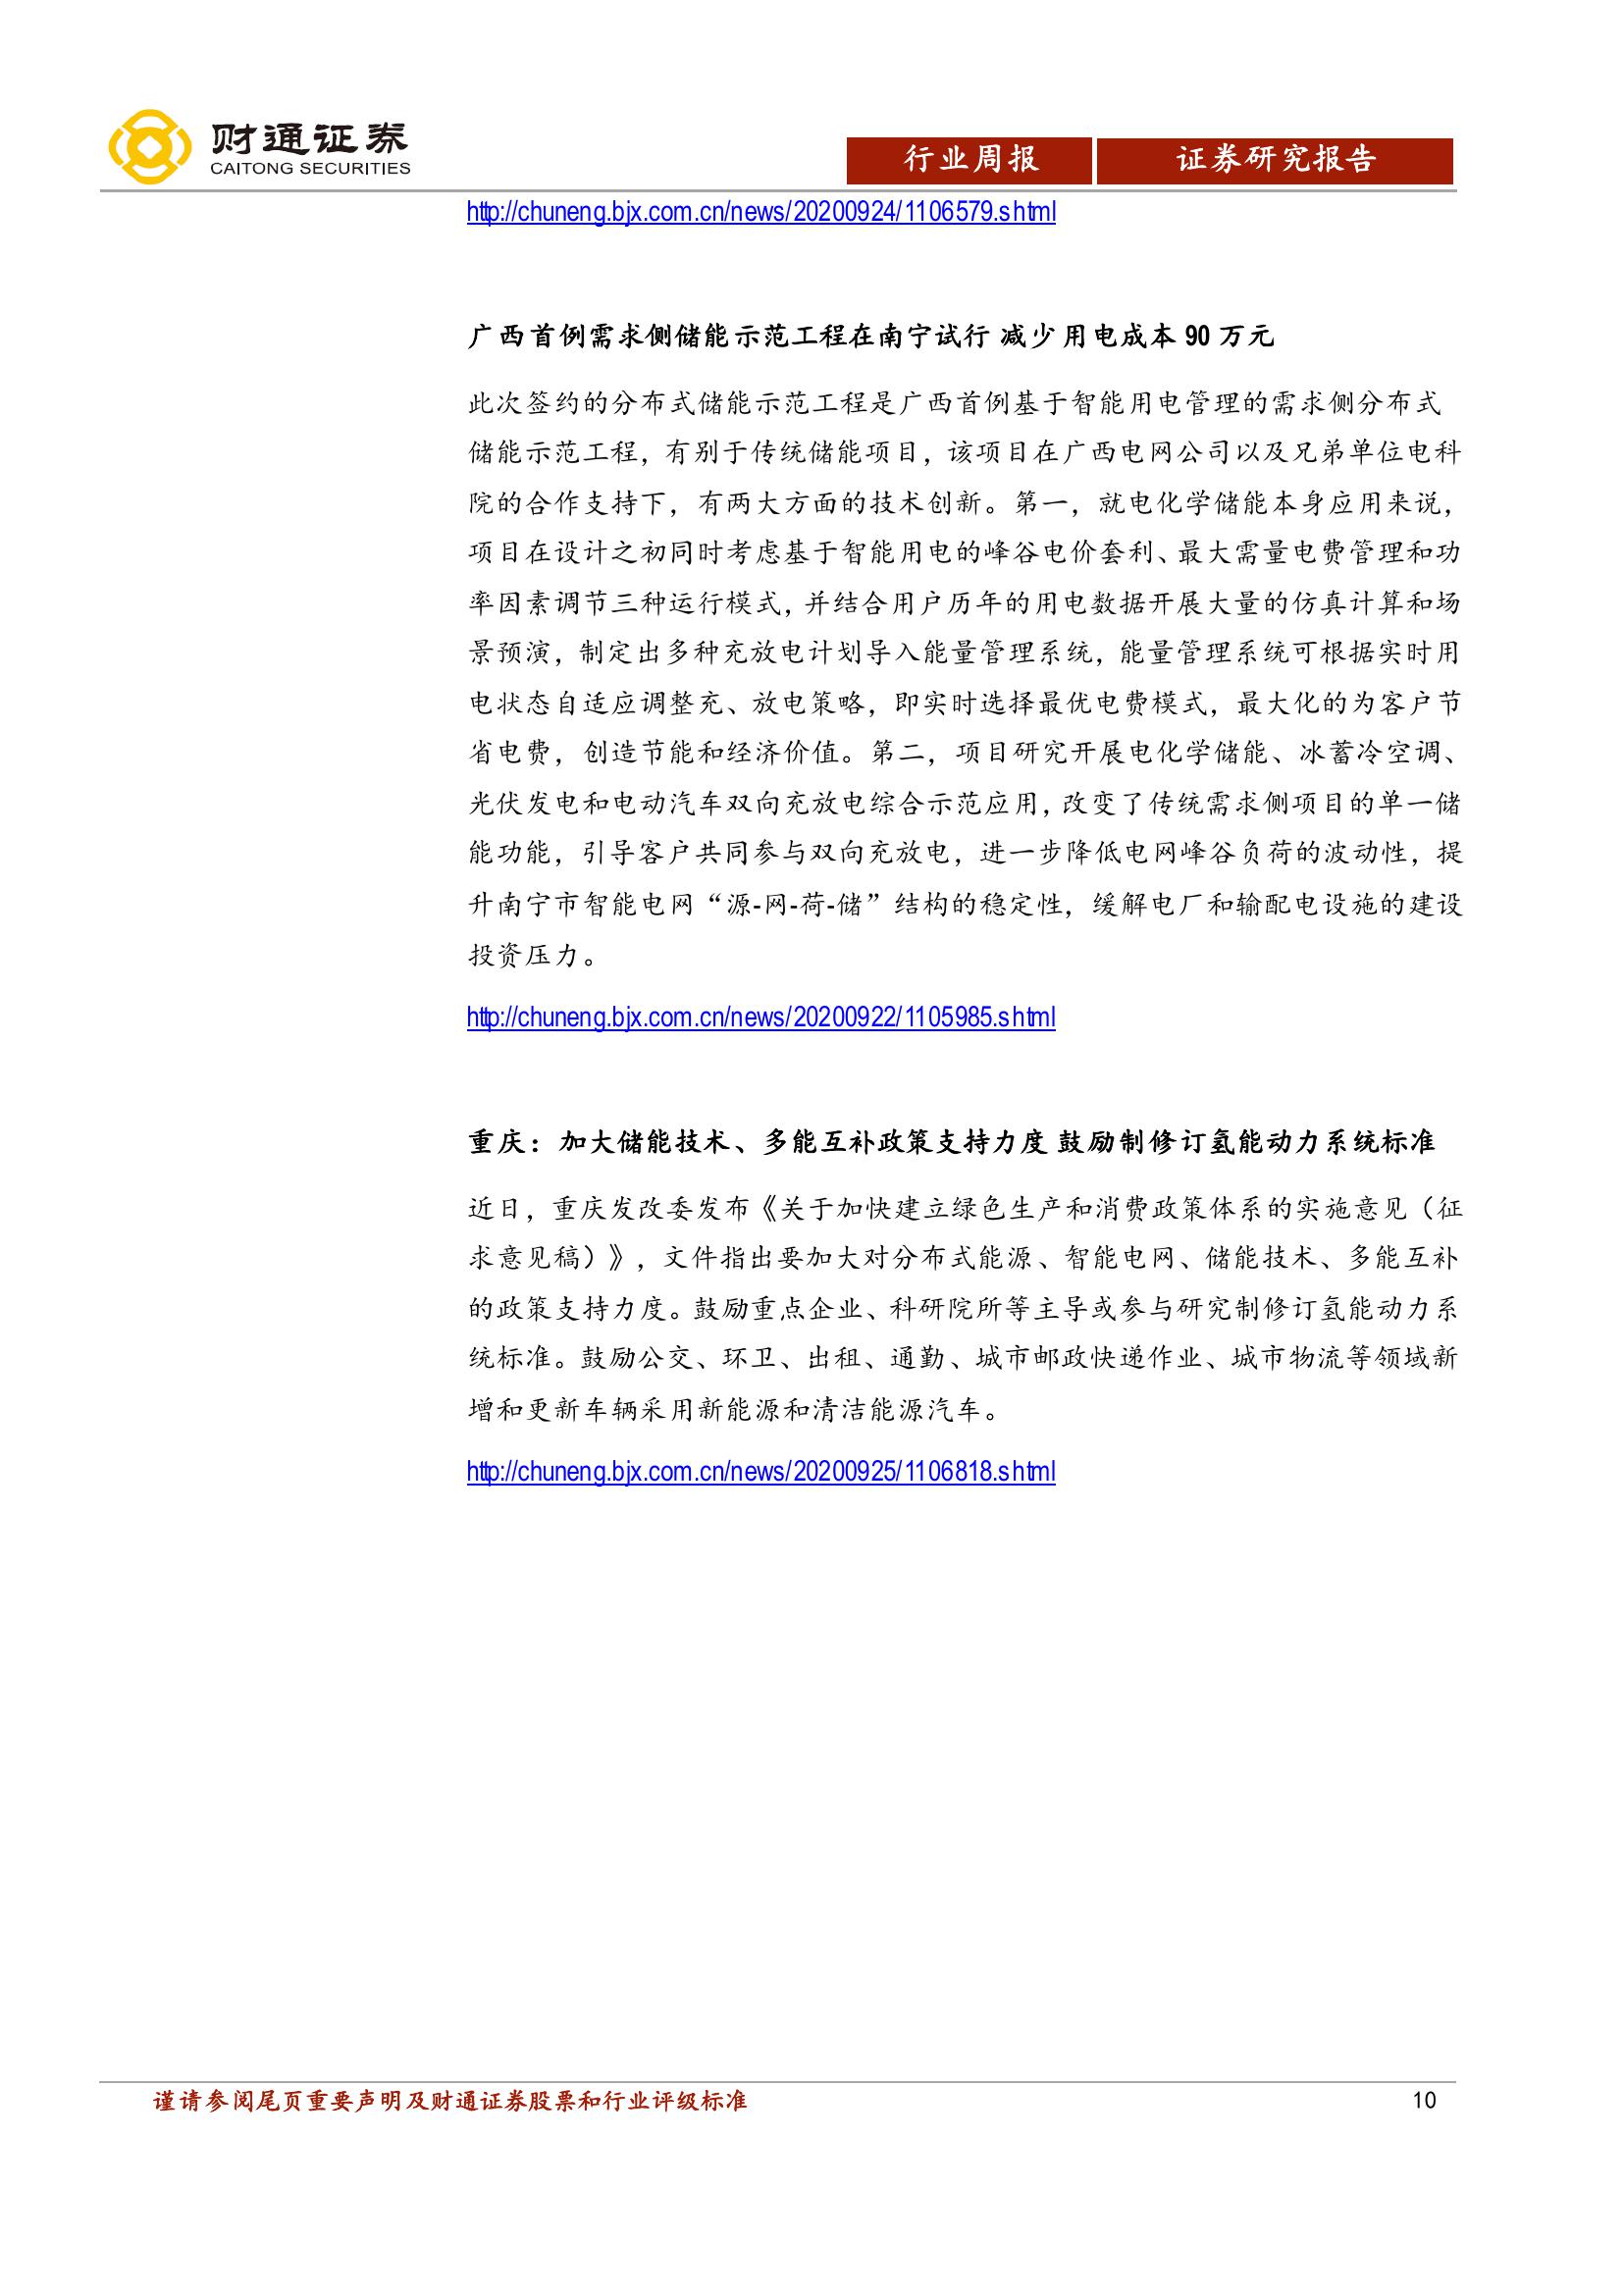 财通证券
CAITONG SECURITIES
行业周报
证券研究报告
http://chuneng.bjx.com.cn/news/20200924/1106579.shtml
广西首例需求侧储能示范工程在南宁试行 减少用电成本 90 万元
此次签约的分布式储能示范工程是广西首例基于智能用电管理的需求侧分布式
储能示范工程，有别于传统储能项目，该项目在广西电网公司以及兄弟单位电科
院的合作支持下，有两大方面的技术创新。第一，就电化学储能本身应用来说，
项目在设计之初同时考虑基于智能用电的峰谷电价套利、最大需量电费管理和功
率因素调节三种运行模式，并结合用户历年的用电数据开展大量的仿真计算和场
景预演，制定出多种充放电计划导入能量管理系统，能量管理系统可根据实时用
电状态自适应调整充、放电策略，即实时选择最优电费模式，最大化的为客户节
省电费，创造节能和经济价值。第二，项目研究开展电化学储能、冰蓄冷空调、
光伏发电和电动汽车双向充放电综合示范应用，改变了传统需求侧项目的单一储
能功能，引导客户共同参与双向充放电，进一步降低电网峰谷负荷的波动性，提
升南宁市智能电网“源-网-荷-储”结构的稳定性，缓解电厂和输配电设施的建设
投资压力。
http://chuneng.bjx.com.cn/news/20200922/1105985.shtml
重庆：加大储能技术、多能互补政策支持力度 鼓励制修订氢能动力系统标准
近日，重庆发改委发布《关于加快建立绿色生产和消费政策体系的实施意见（征
求意见稿）》，文件指出要加大对分布式能源、智能电网、储能技术、多能互补
的政策支持力度。鼓励重点企业、科研院所等主导或参与研究制修订氢能动力系
统标准。鼓励公交、环卫、出租、通勤、城市邮政快递作业、城市物流等领域新
增和更新车辆采用新能源和清洁能源汽车。
http://chuneng.bjx.com.cn/news/20200925/1106818.shtml
谨请参阅尾页重要声明及财通证券股票和行业评级标准
10